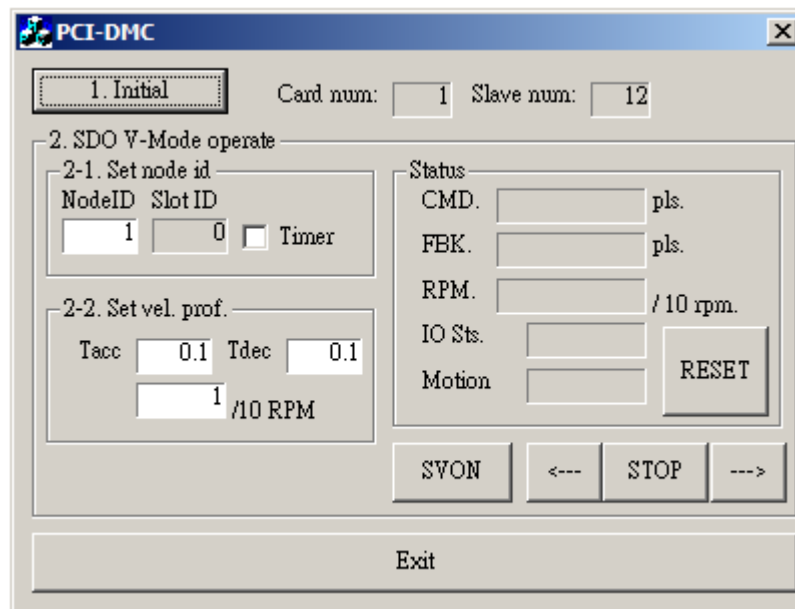 PCI-DMC
1. Initial
Card num: 1 Slave num: 12
2. SDO V-Mode operate
2-1. Set node id
NodeID Slot ID
1 0 Timer
2-2. Set vel. prof.
Tacc 0.1 Tdec 0.1
1 /10 RPM
Status
CMD. pls.
FBK. pls.
RPM. / 10 rpm.
IO Sts.
Motion
RESET
SVON <--- STOP --->
Exit